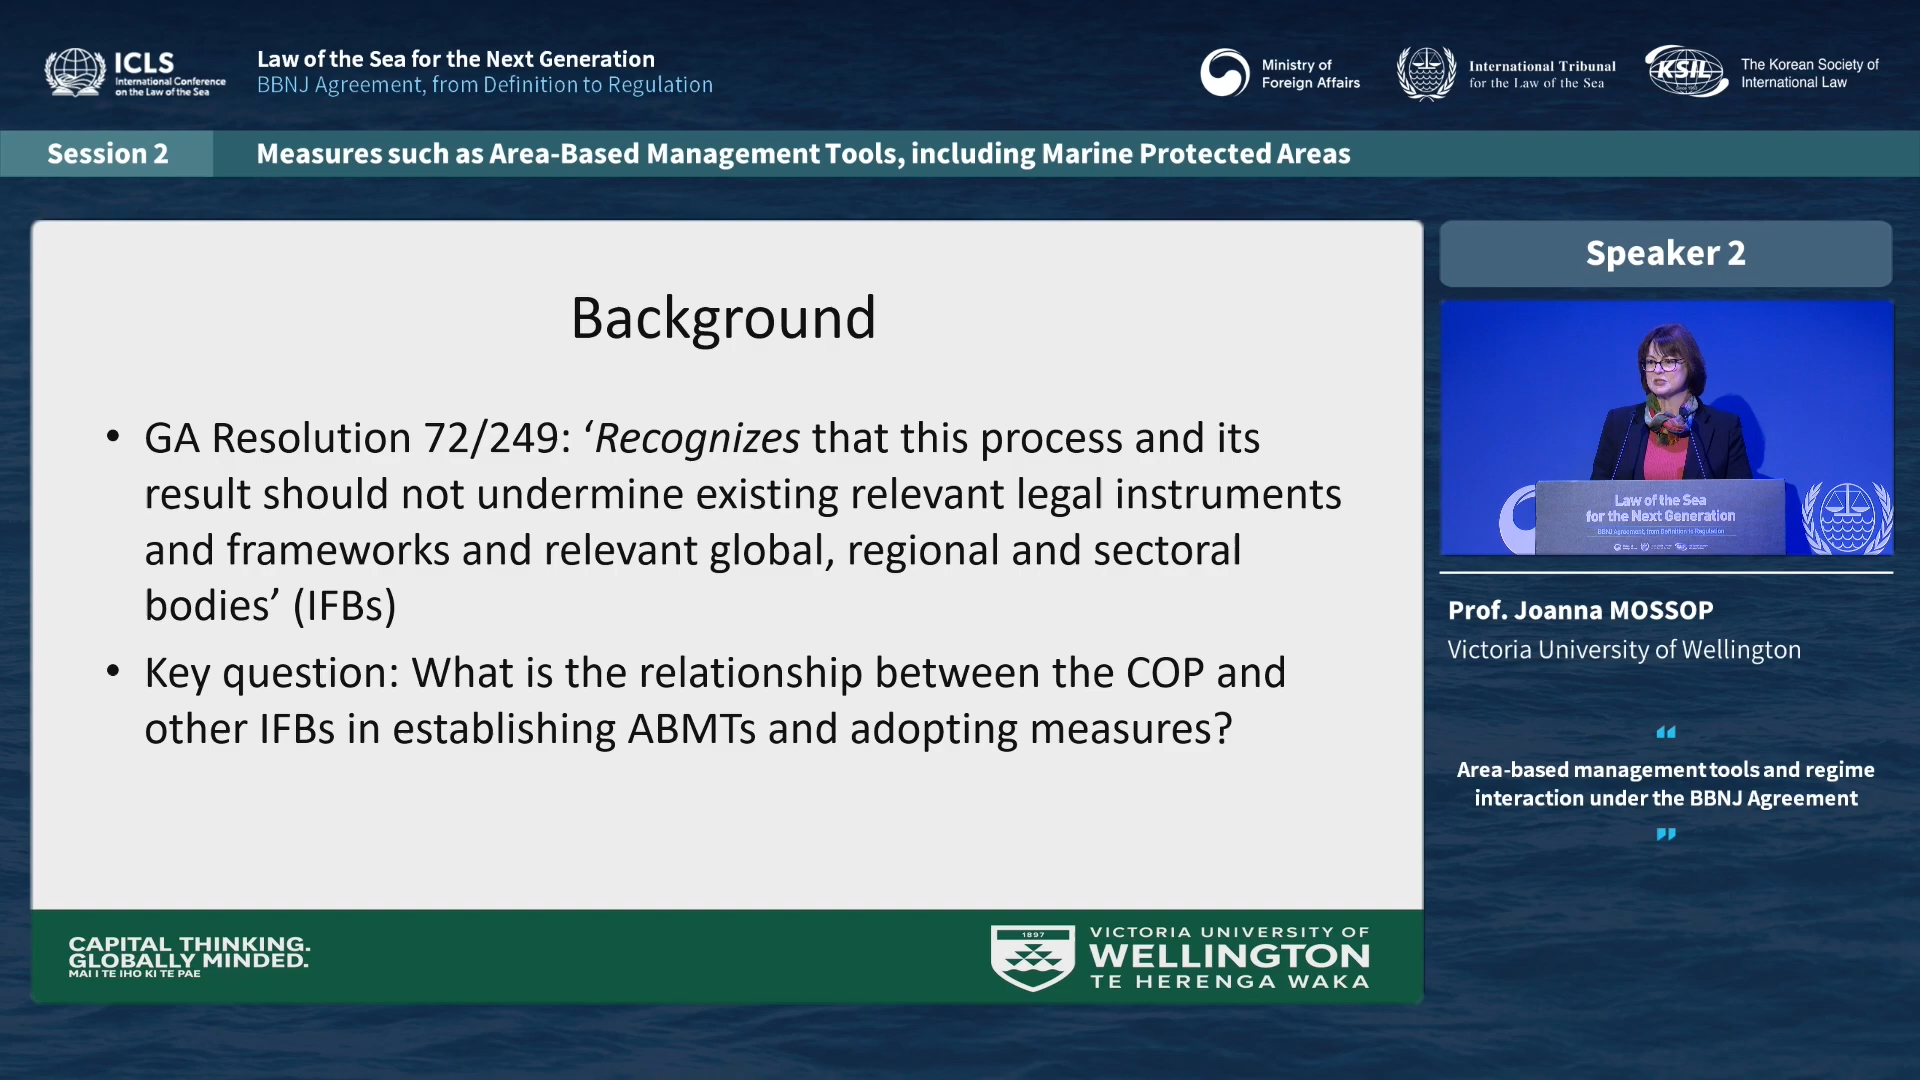 ICLS
International Conference
on the Law of the Sea
Law of the Sea for the Next Generation
BBNJ Agreement, from Definition to Regulation
Ministry of
Foreign Affairs
International Tribunal
for the Law of the Sea
KSIL
The Korean Society of
International Law
Session 2
Measures such as Area-Based Management Tools, including Marine Protected Areas
Background
• GA Resolution 72/249: ‘Recognizes that this process and its
result should not undermine existing relevant legal instruments
and frameworks and relevant global, regional and sectoral
bodies’ (IFBs)
• Key question: What is the relationship between the COP and
other IFBs in establishing ABMTs and adopting measures?
CAPITAL THINKING.
GLOBALLY MINDED.
MAI I TE IHO KI TE PAE
1897
VICTORIA UNIVERSITY OF
WELLINGTON
TE HERENGA WAKA
Speaker 2
Law of the Sea
for the Next Generation
BBNJ Agreement, from Definition to Regulation
Prof. Joanna MOSSOP
Victoria University of Wellington
“
Area-based management tools and regime
interaction under the BBNJ Agreement
”